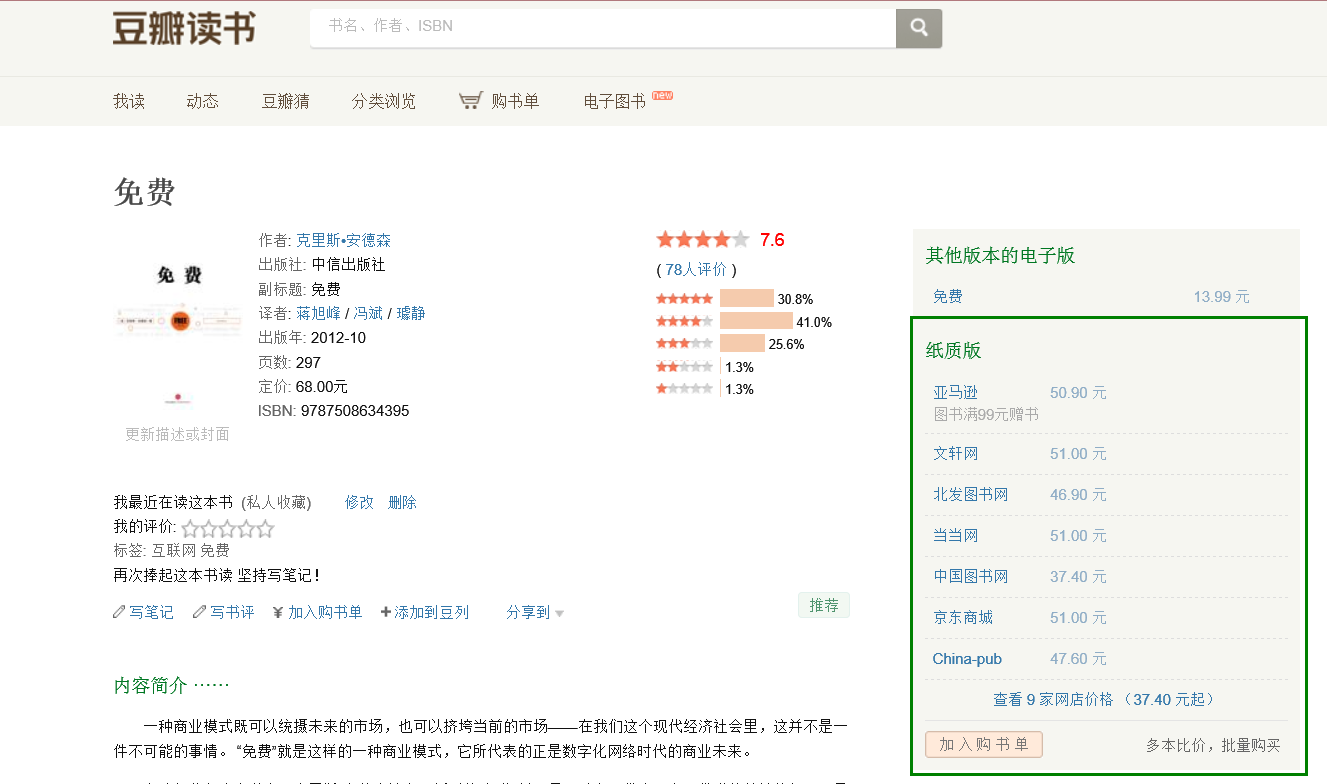 豆瓣读书
书名、作者、ISBN
我读 动态 豆瓣猜 分类浏览 购书单 电子图书 new
免费
免 费
FREE
更新描述或封面
作者: 克里斯•安德森
出版社: 中信出版社
副标题: 免费
译者: 蒋旭峰 / 冯斌 / 璩静
出版年: 2012-10
页数: 297
定价: 68.00元
ISBN: 9787508634395
7.6
( 78人评价 )
30.8%
41.0%
25.6%
1.3%
1.3%
我最近在读这本书 (私人收藏) 修改 删除
我的评价:
标签: 互联网 免费
再次捧起这本书读 坚持写笔记！
写笔记 写书评 ¥ 加入购书单 +添加到豆列 分享到 推荐
内容简介 ······
一种商业模式既可以统摄未来的市场，也可以挤垮当前的市场——在我们这个现代经济社会里，这并不是一
件不可能的事情。“免费”就是这样的一种商业模式，它所代表的正是数字化网络时代的商业未来。
其他版本的电子版
免费 13.99 元
纸质版
亚马逊 50.90 元
图书满99元赠书
文轩网 51.00 元
北发图书网 46.90 元
当当网 51.00 元
中国图书网 37.40 元
京东商城 51.00 元
China-pub 47.60 元
查看 9 家网店价格 （37.40 元起）
加入购书单 多本比价，批量购买